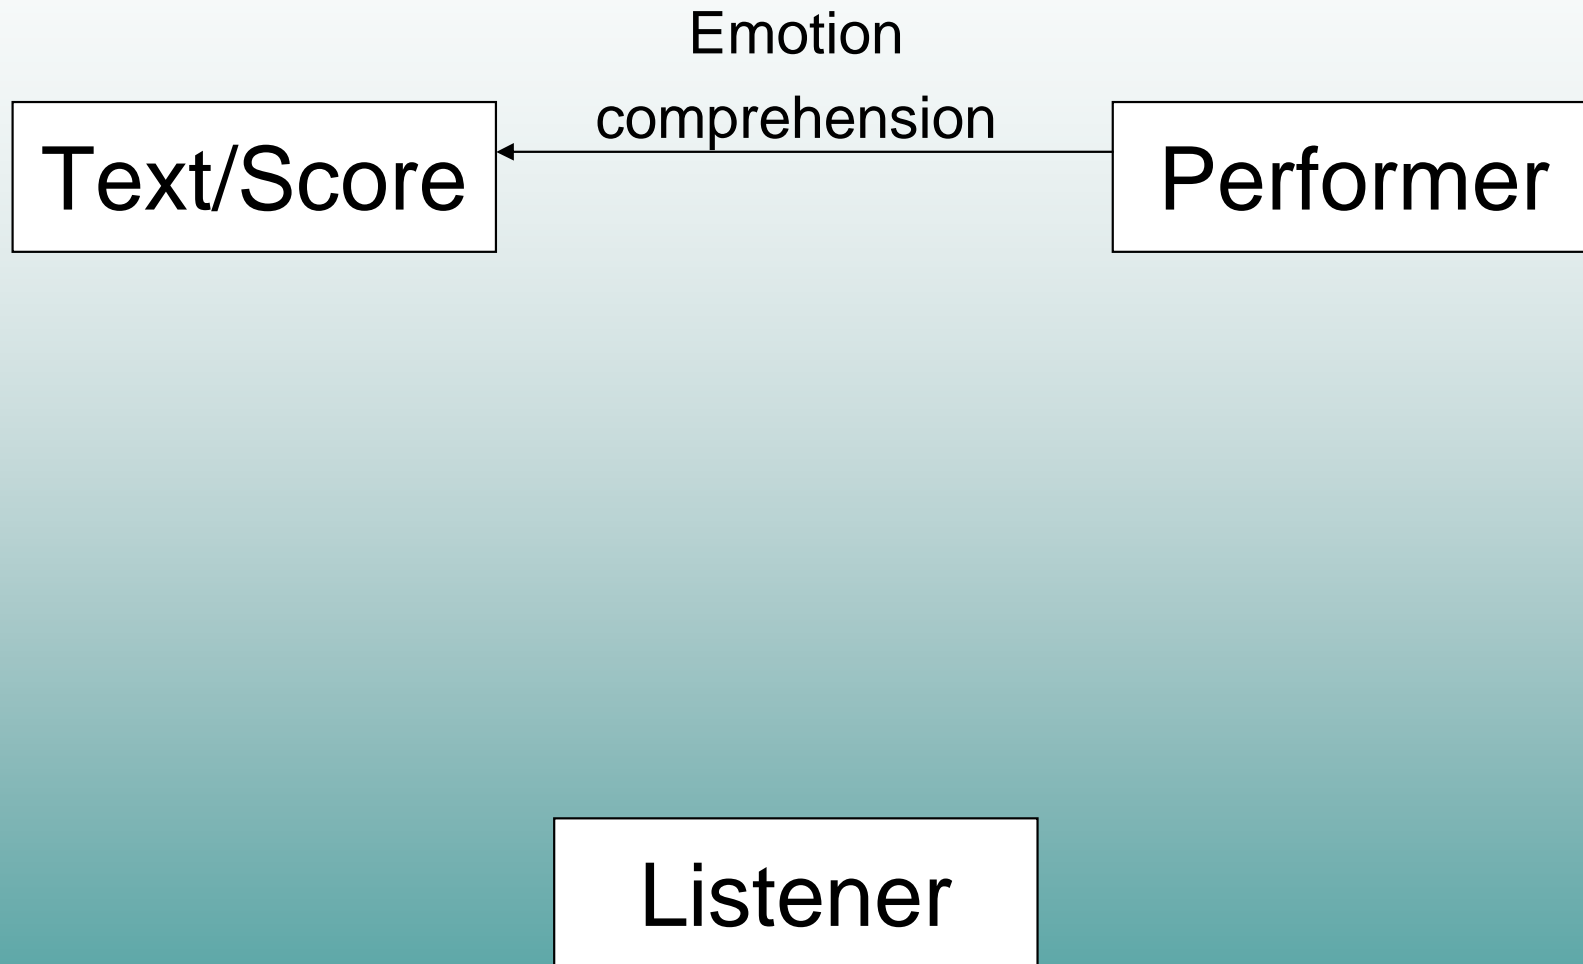 Emotion
comprehension
Text/Score
Performer
Listener